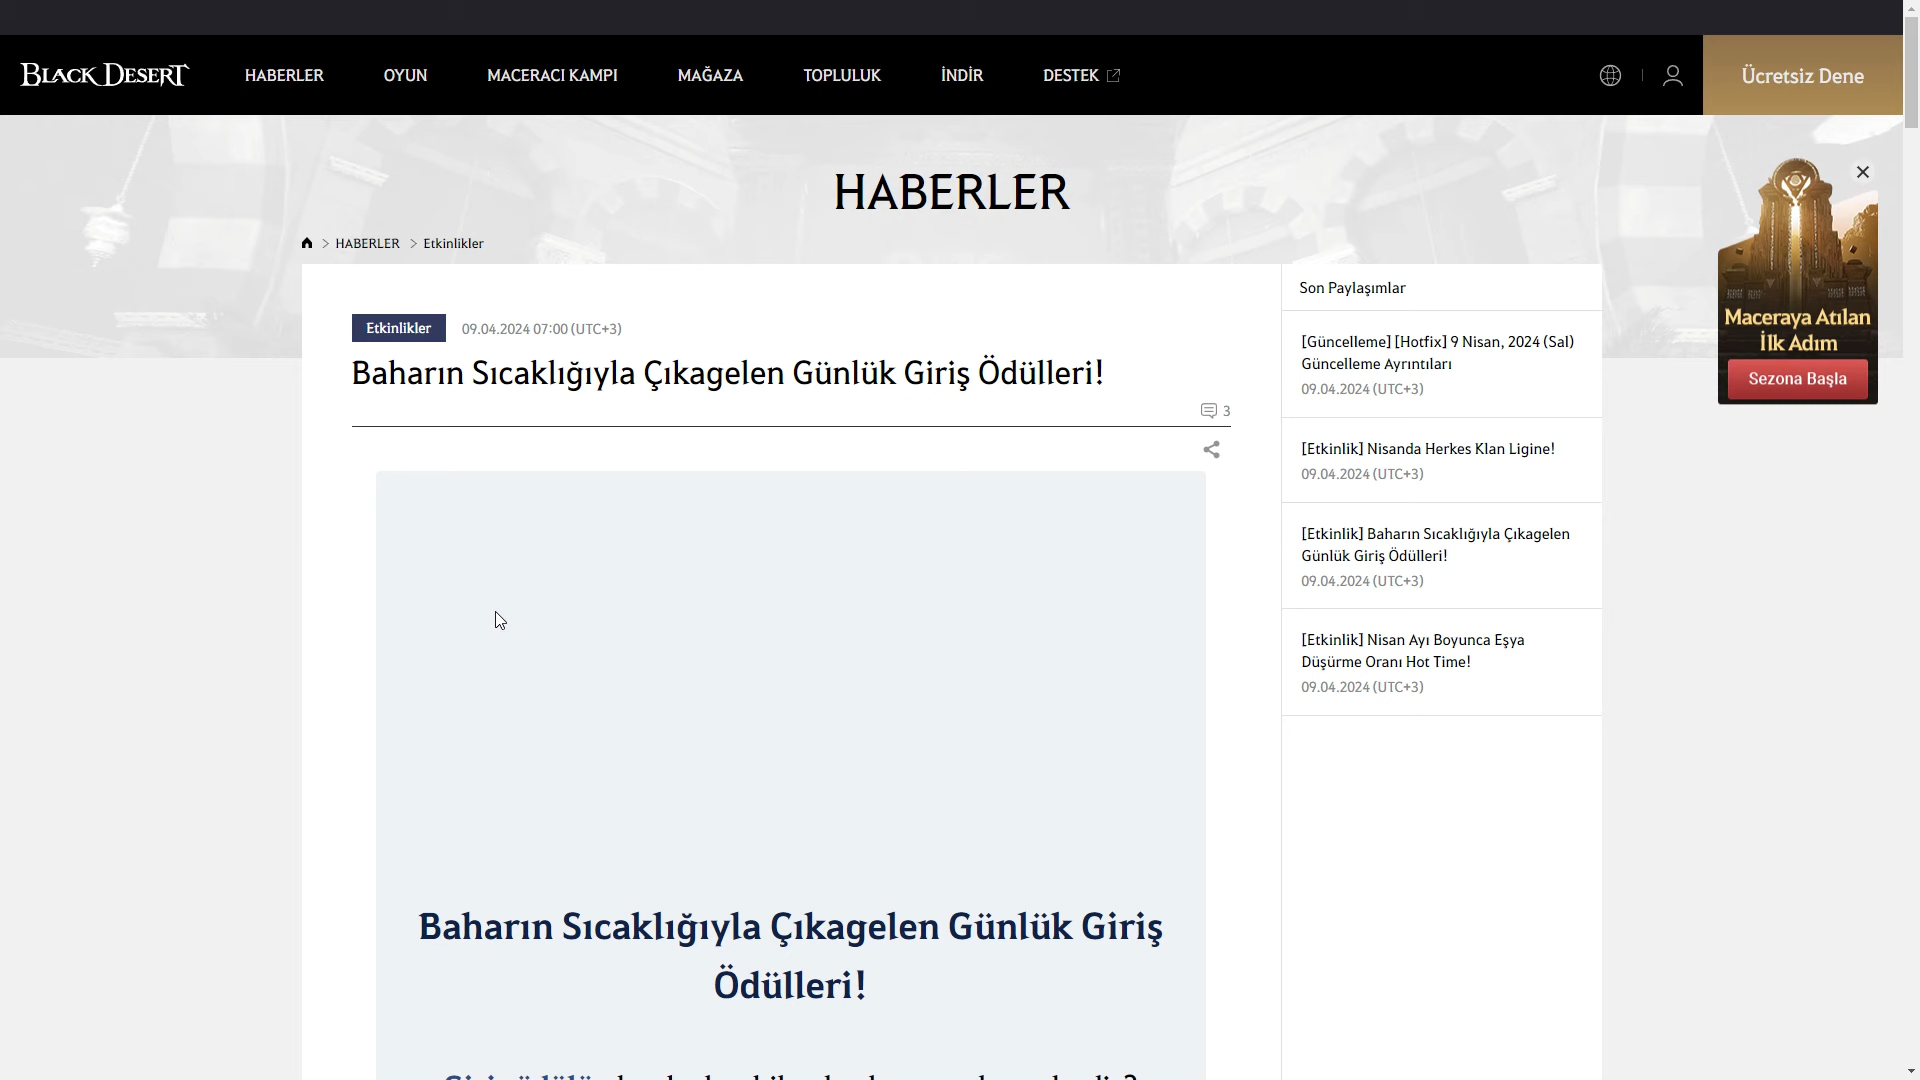 BLACK DESERT
HABERLER
OYUN
MACERACI KAMPI
MAĞAZA
TOPLULUK
İNDİR
DESTEK
Ücretsiz Dene
HABERLER
HABERLER
Etkinlikler
Etkinlikler
09.04.2024 07:00 (UTC+3)
Baharın Sıcaklığıyla Çıkagelen Günlük Giriş Ödülleri!
3
Baharın Sıcaklığıyla Çıkagelen Günlük Giriş
Ödülleri!
Son Paylaşımlar
[Güncelleme] [Hotfix] 9 Nisan, 2024 (Sal)
Güncelleme Ayrıntıları
09.04.2024 (UTC+3)
[Etkinlik] Nisanda Herkes Klan Ligine!
09.04.2024 (UTC+3)
[Etkinlik] Baharın Sıcaklığıyla Çıkagelen
Günlük Giriş Ödülleri!
09.04.2024 (UTC+3)
[Etkinlik] Nisan Ayı Boyunca Eşya
Düşürme Oranı Hot Time!
09.04.2024 (UTC+3)
Maceraya Atılan
İlk Adım
Sezona Başla